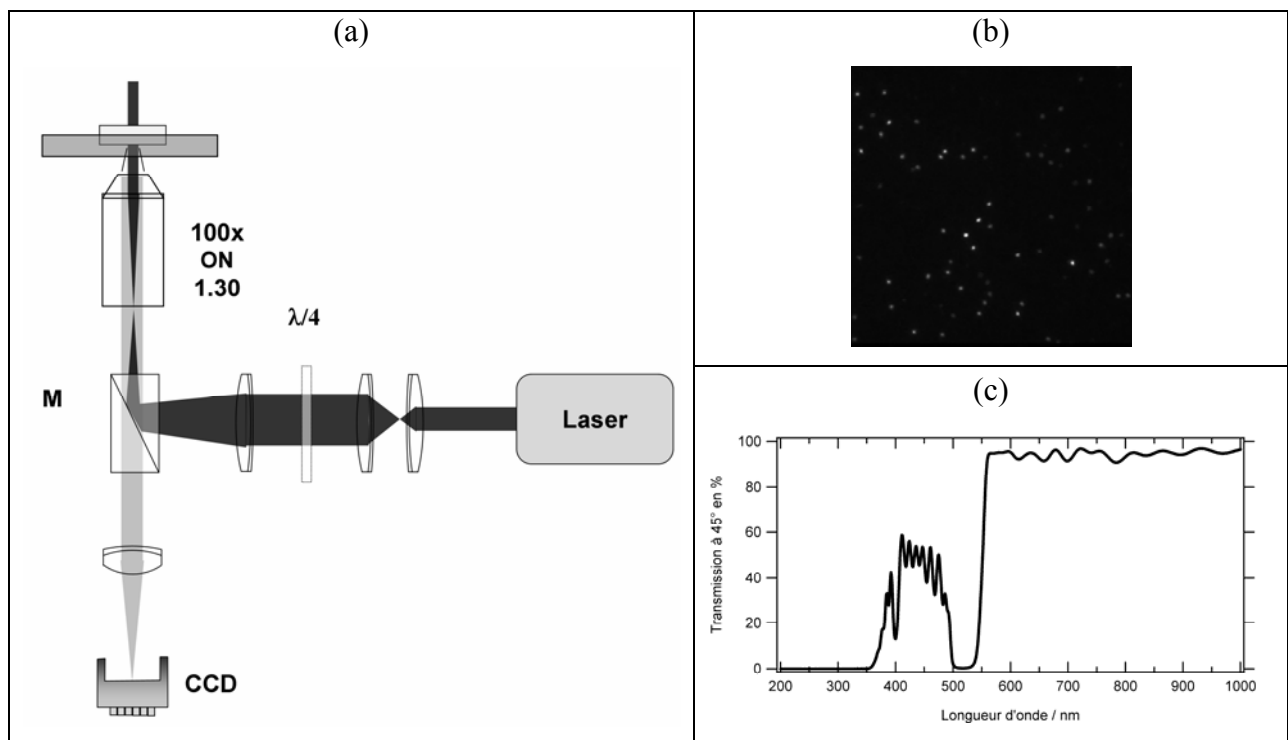 (a)
100x
ON
1.30
λ/4
M
Laser
CCD
(b)
(c)
Transmission à 45° en %
100
80
60
40
20
0
200 300 400 500 600 700 800 900 1000
Longueur d'onde / nm